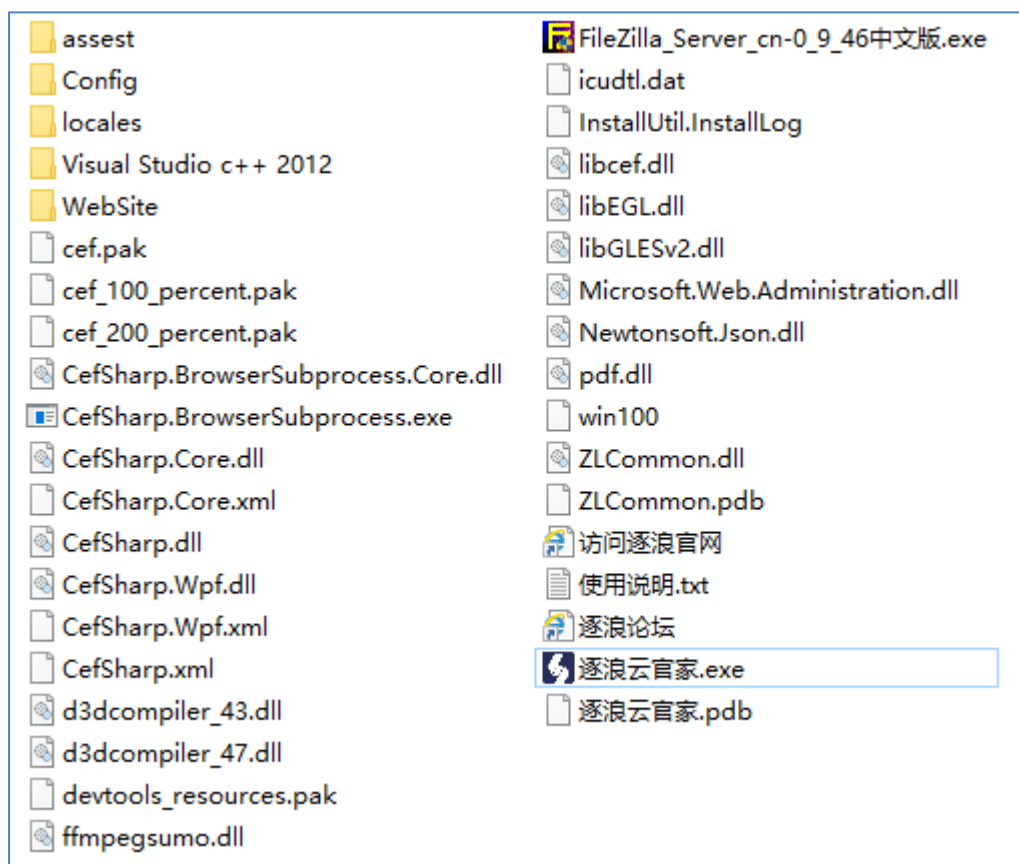 assest
Config
locales
Visual Studio c++ 2012
WebSite
cef.pak
cef_100_percent.pak
cef_200_percent.pak
CefSharp.BrowserSubprocess.Core.dll
CefSharp.BrowserSubprocess.exe
CefSharp.Core.dll
CefSharp.Core.xml
CefSharp.dll
CefSharp.Wpf.dll
CefSharp.Wpf.xml
CefSharp.xml
d3dcompiler_43.dll
d3dcompiler_47.dll
devtools_resources.pak
ffmpegsumo.dll
FileZilla_Server_cn-0_9_46中文版.exe
icudtl.dat
InstallUtil.InstallLog
libcef.dll
libEGL.dll
libGLESv2.dll
Microsoft.Web.Administration.dll
Newtonsoft.Json.dll
pdf.dll
win100
ZLCommon.dll
ZLCommon.pdb
访问逐浪官网
使用说明.txt
逐浪论坛
逐浪云官家.exe
逐浪云官家.pdb